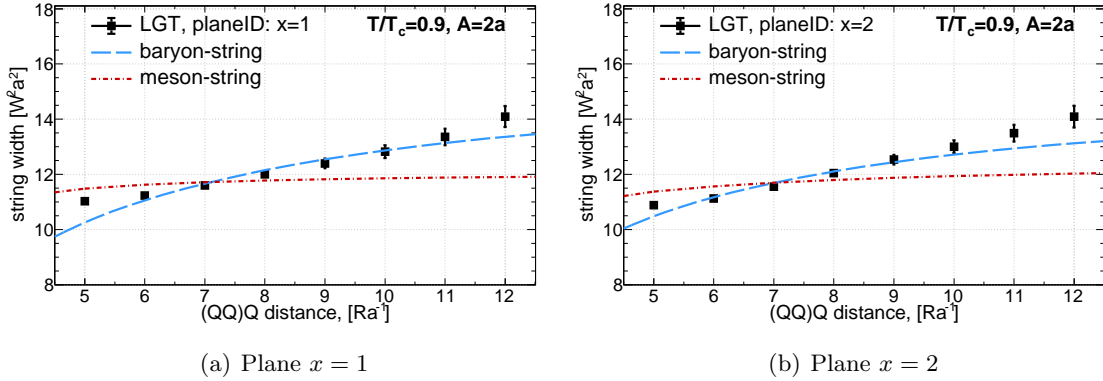 LGT, planeID: x=1 T/Tc=0.9, A=2a
baryon-string
meson-string
string width [W²a²]
18
16
14
12
10
8
5 6 7 8 9 10 11 12
(QQ)Q distance, [Ra⁻¹]
(a) Plane x = 1
LGT, planeID: x=2 T/Tc=0.9, A=2a
baryon-string
meson-string
string width [W²a²]
18
16
14
12
10
8
5 6 7 8 9 10 11 12
(QQ)Q distance, [Ra⁻¹]
(b) Plane x = 2